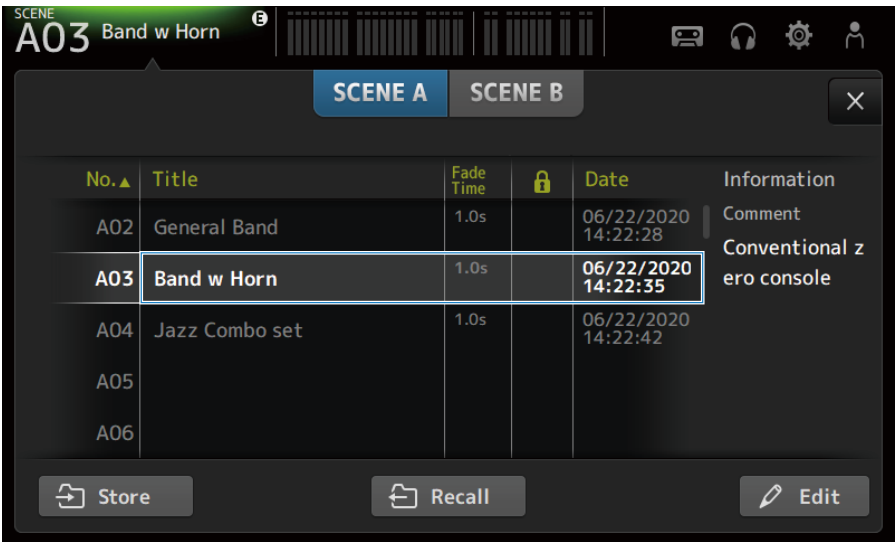 SCENE
A03 Band w Horn E
SCENE A SCENE B
No.▲ Title Fade Time Date Information
A02 General Band 1.0s 06/22/2020 14:22:28
Comment
Conventional z
ero console
A03 Band w Horn 1.0s 06/22/2020 14:22:35
A04 Jazz Combo set 1.0s 06/22/2020 14:22:42
A05
A06
Store Recall Edit